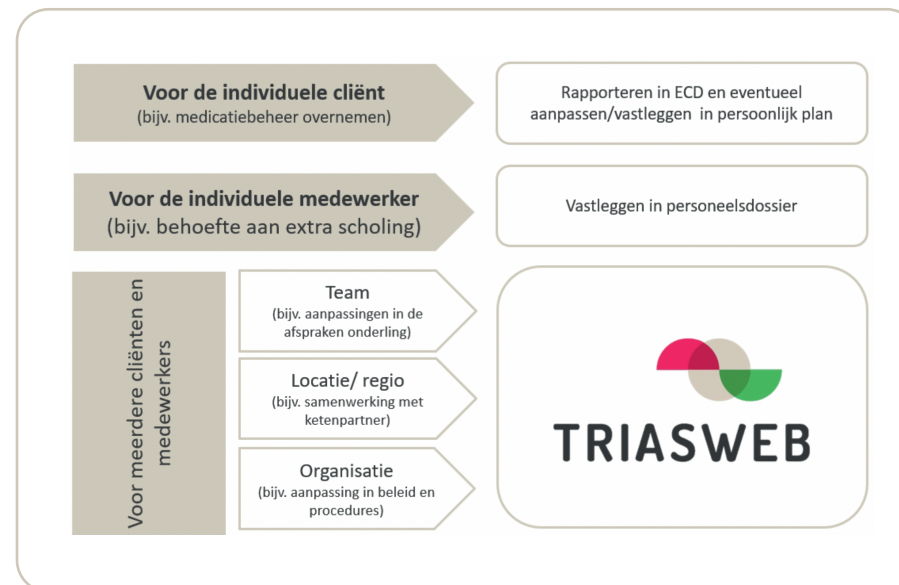 Voor de individuele cliënt
(bijv. medicatiebeheer overnemen)
Rapporteren in ECD en eventueel
aanpassen/vastleggen in persoonlijk plan
Voor de individuele medewerker
(bijv. behoefte aan extra scholing)
Vastleggen in personeelsdossier
Voor meerdere cliënten en
medewerkers
Team
(bijv. aanpassingen in de
afspraken onderling)
Locatie/ regio
(bijv. samenwerking met
ketenpartner)
Organisatie
(bijv. aanpassing in beleid en
procedures)
TRIASWEB